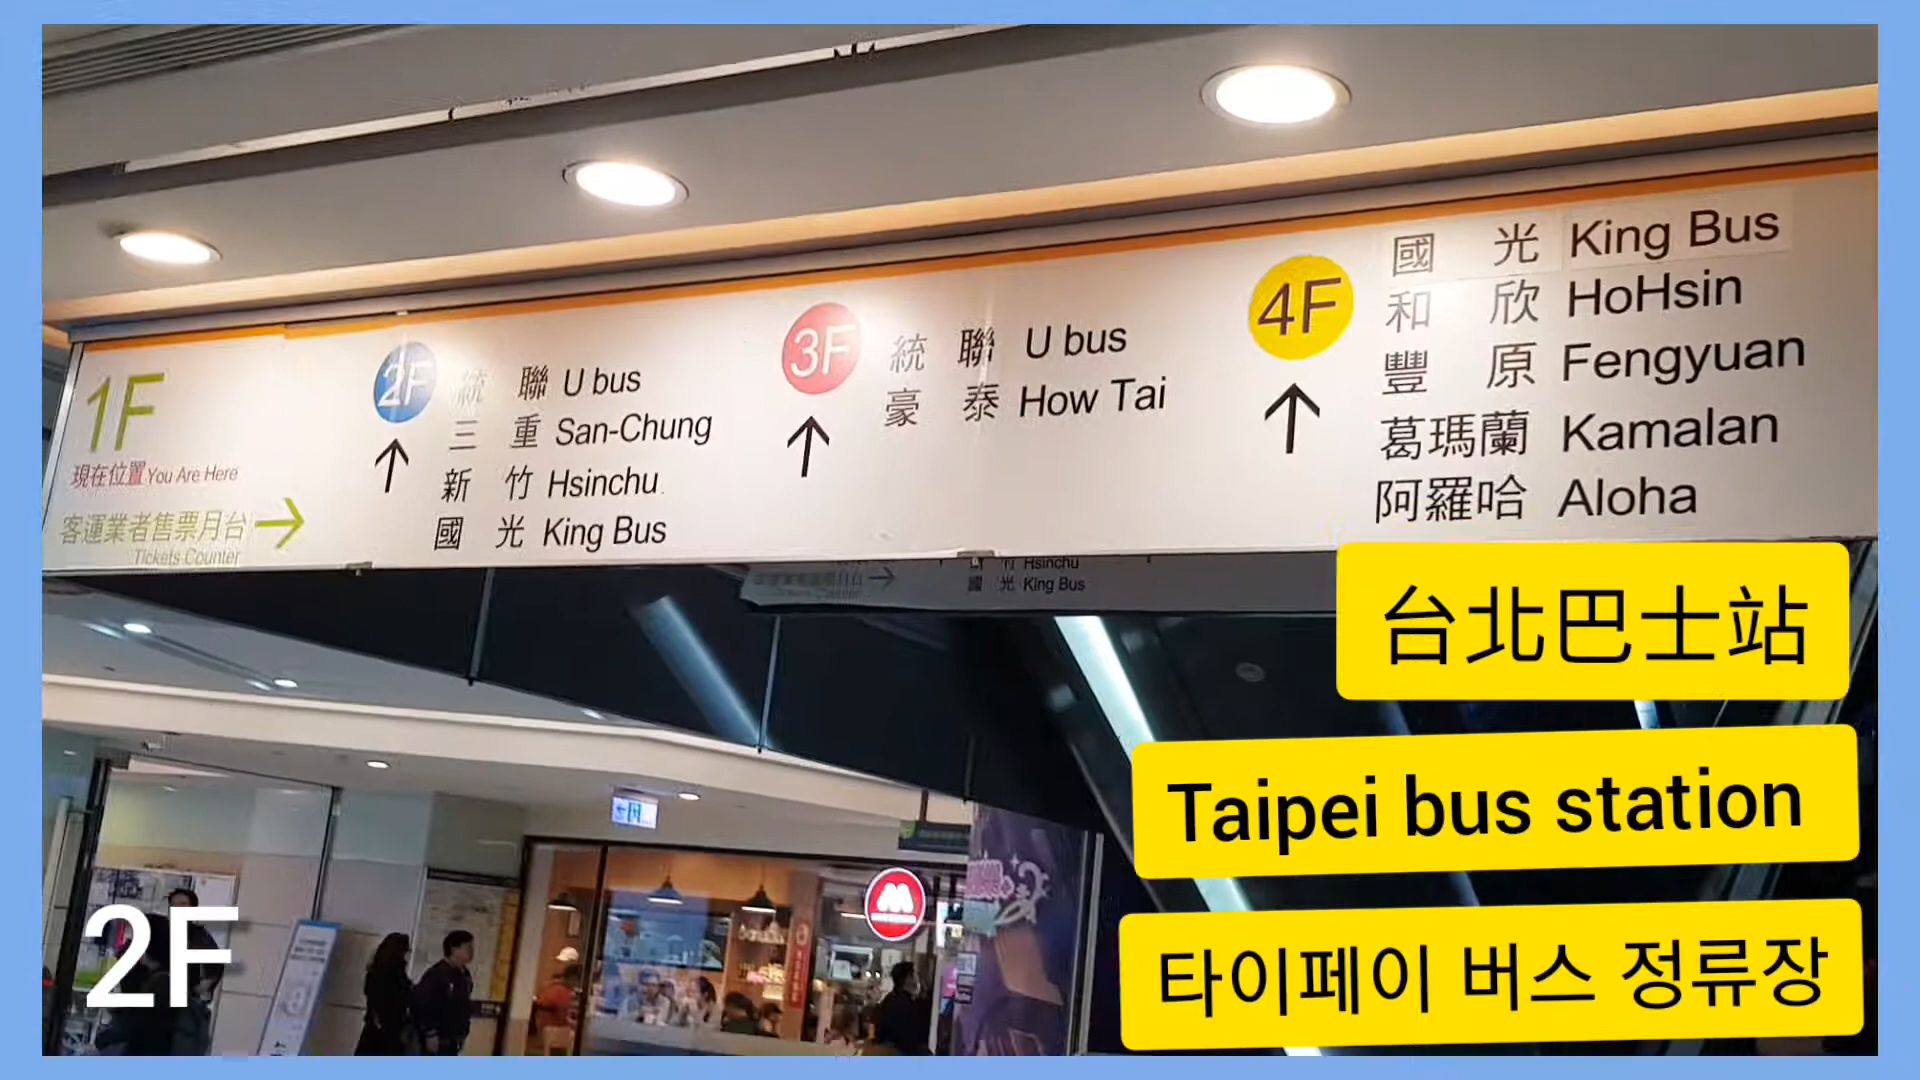 1F
現在位置 You Are Here
客運業者售票月台
Tickets Counter
2F
統聯 U bus
三重 San-Chung
新竹 Hsinchu
國光 King Bus
3F
統聯 U bus
豪泰 How Tai
4F
國光 King Bus
和欣 HoHsin
豐原 Fengyuan
葛瑪蘭 Kamalan
阿羅哈 Aloha
竹 Hsinchu
國光 King Bus
台北巴士站
Taipei bus station
타이페이 버스 정류장
2F